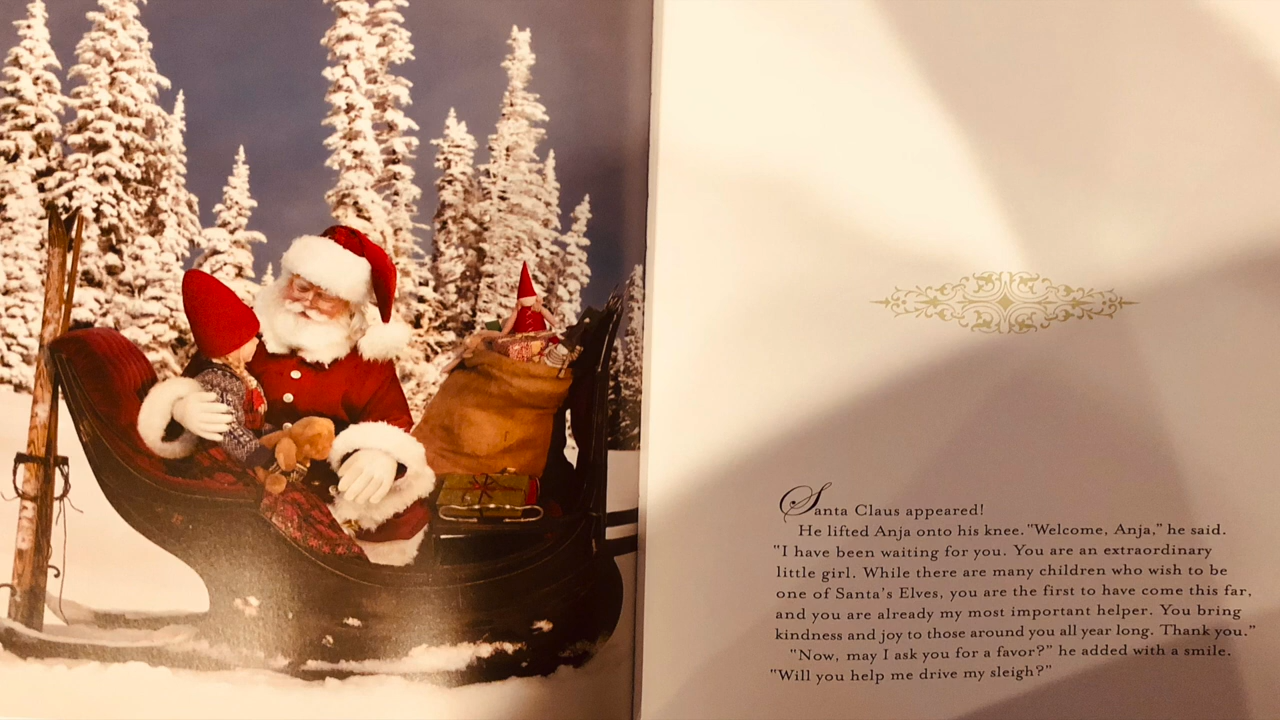 Santa Claus appeared!
He lifted Anja onto his knee. "Welcome, Anja," he said.
"I have been waiting for you. You are an extraordinary
little girl. While there are many children who wish to be
one of Santa's Elves, you are the first to have come this far,
and you are already my most important helper. You bring
kindness and joy to those around you all year long. Thank you."
"Now, may I ask you for a favor?" he added with a smile.
"Will you help me drive my sleigh?"